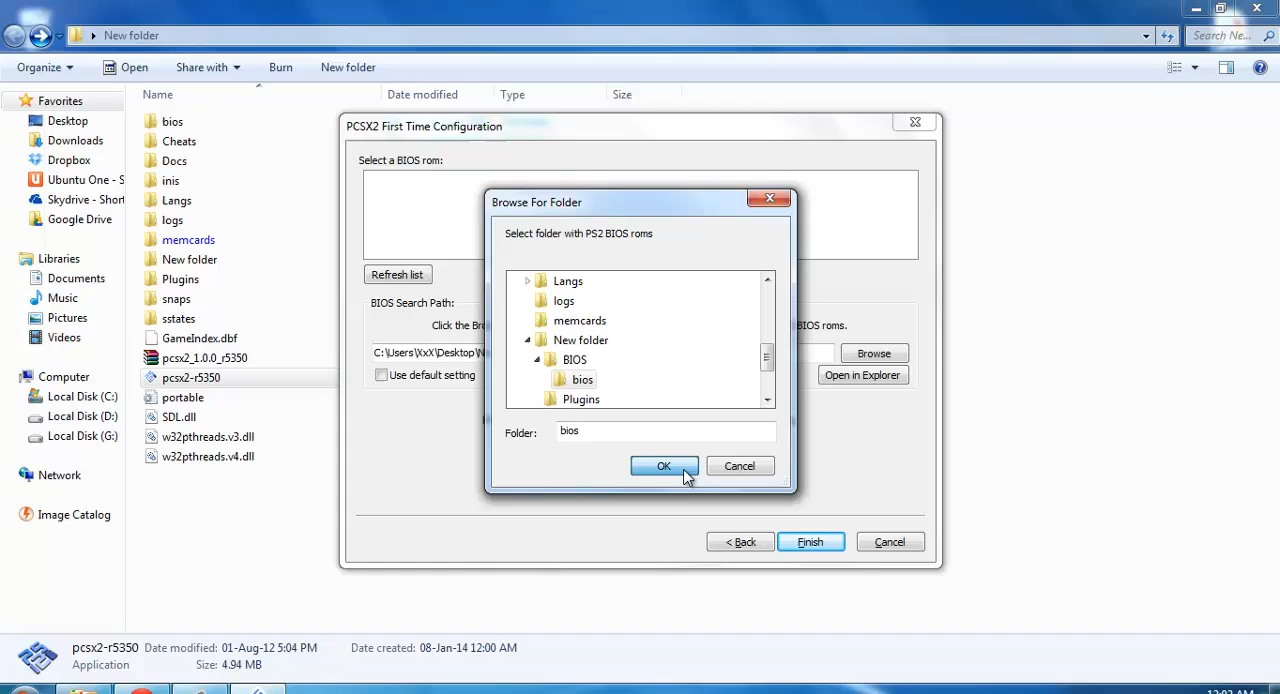 New folder
Search Ne...
Organize
Open
Share with
Burn
New folder
Favorites
Desktop
Downloads
Dropbox
Ubuntu One - S
Skydrive - Short
Google Drive
Libraries
Documents
Music
Pictures
Videos
Computer
Local Disk (C:)
Local Disk (D:)
Local Disk (G:)
Network
Image Catalog
Name
Date modified
Type
Size
bios
Cheats
Docs
inis
Langs
logs
memcards
New folder
Plugins
snaps
sstates
GameIndex.dbf
pcsx2_1.0.0_r5350
pcsx2-r5350
portable
SDL.dll
w32pthreads.v3.dll
w32pthreads.v4.dll
PCSX2 First Time Configuration
Select a BIOS rom:
Refresh list
BIOS Search Path:
Click the Bro
BIOS roms.
C:\Users\XxX\Desktop\N
Browse
Use default setting
Open in Explorer
< Back
Finish
Cancel
Browse For Folder
Select folder with PS2 BIOS roms
Langs
logs
memcards
New folder
BIOS
bios
Plugins
Folder:
bios
OK
Cancel
pcsx2-r5350
Date modified: 01-Aug-12 5:04 PM
Date created: 08-Jan-14 12:00 AM
Application
Size: 4.94 MB